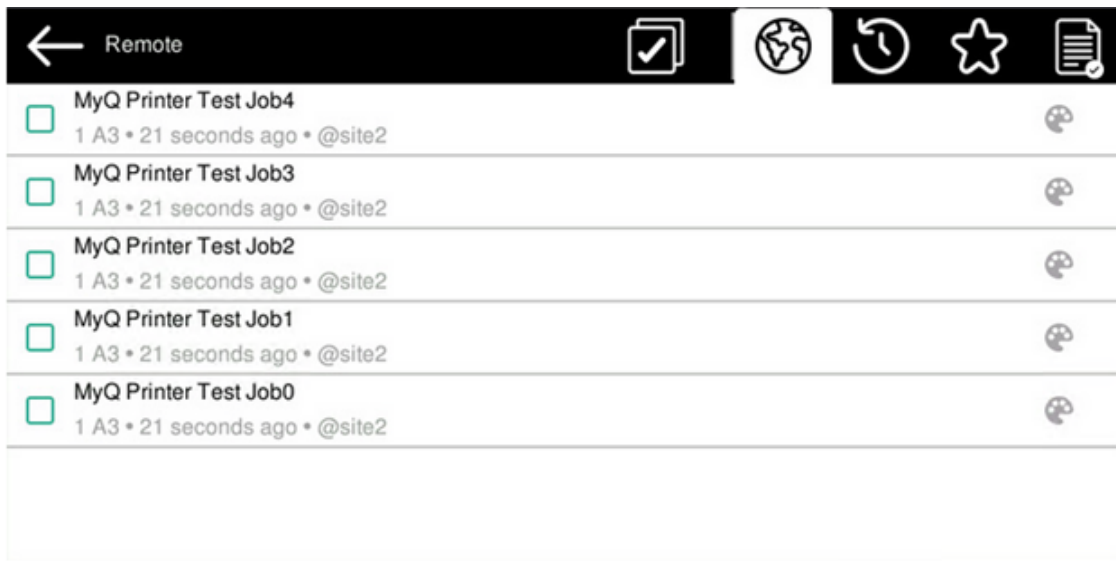 Remote
MyQ Printer Test Job4
1 A3 • 21 seconds ago • @site2
MyQ Printer Test Job3
1 A3 • 21 seconds ago • @site2
MyQ Printer Test Job2
1 A3 • 21 seconds ago • @site2
MyQ Printer Test Job1
1 A3 • 21 seconds ago • @site2
MyQ Printer Test Job0
1 A3 • 21 seconds ago • @site2